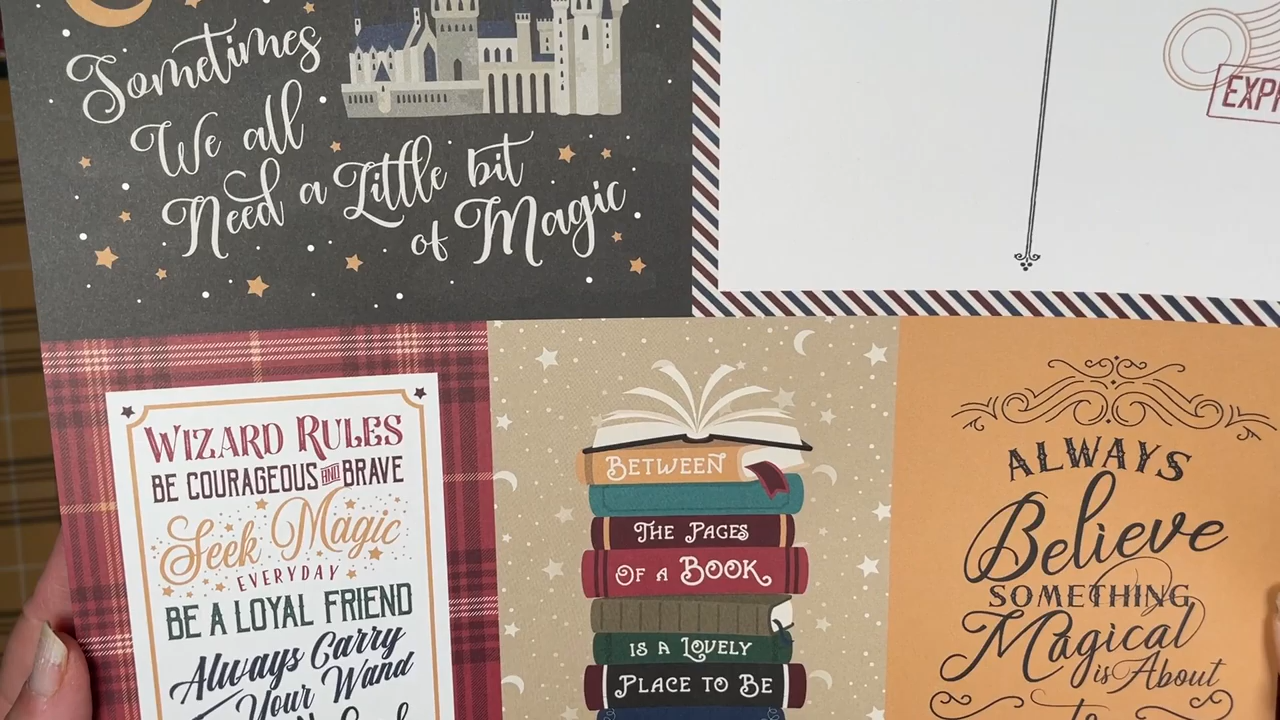 Sometimes
We all
Need a Little bit
of Magic
WIZARD RULES
BE COURAGEOUS AND BRAVE
Seek Magic
EVERYDAY
BE A LOYAL FRIEND
Always Carry
Your Wand
BETWEEN
THE PAGES
OF A BOOK
IS A LOVELY
PLACE TO BE
ALWAYS
Believe
SOMETHING
Magical
is About
to